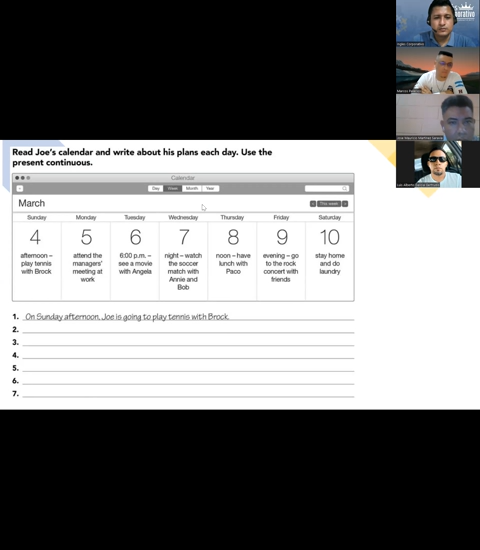 Read Joe's calendar and write about his plans each day. Use the
present continuous.
Calendar
Day Week Month Year
March
This week
Sunday Monday Tuesday Wednesday Thursday Friday Saturday
4 5 6 7 8 9 10
afternoon –
play tennis
with Brock
attend the
managers'
meeting at
work
6:00 p.m. –
see a movie
with Angela
night – watch
the soccer
match with
Annie and
Bob
noon – have
lunch with
Paco
evening – go
to the rock
concert with
friends
stay home
and do
laundry
1. On Sunday afternoon, Joe is going to play tennis with Brock.
2.
3.
4.
5.
6.
7.